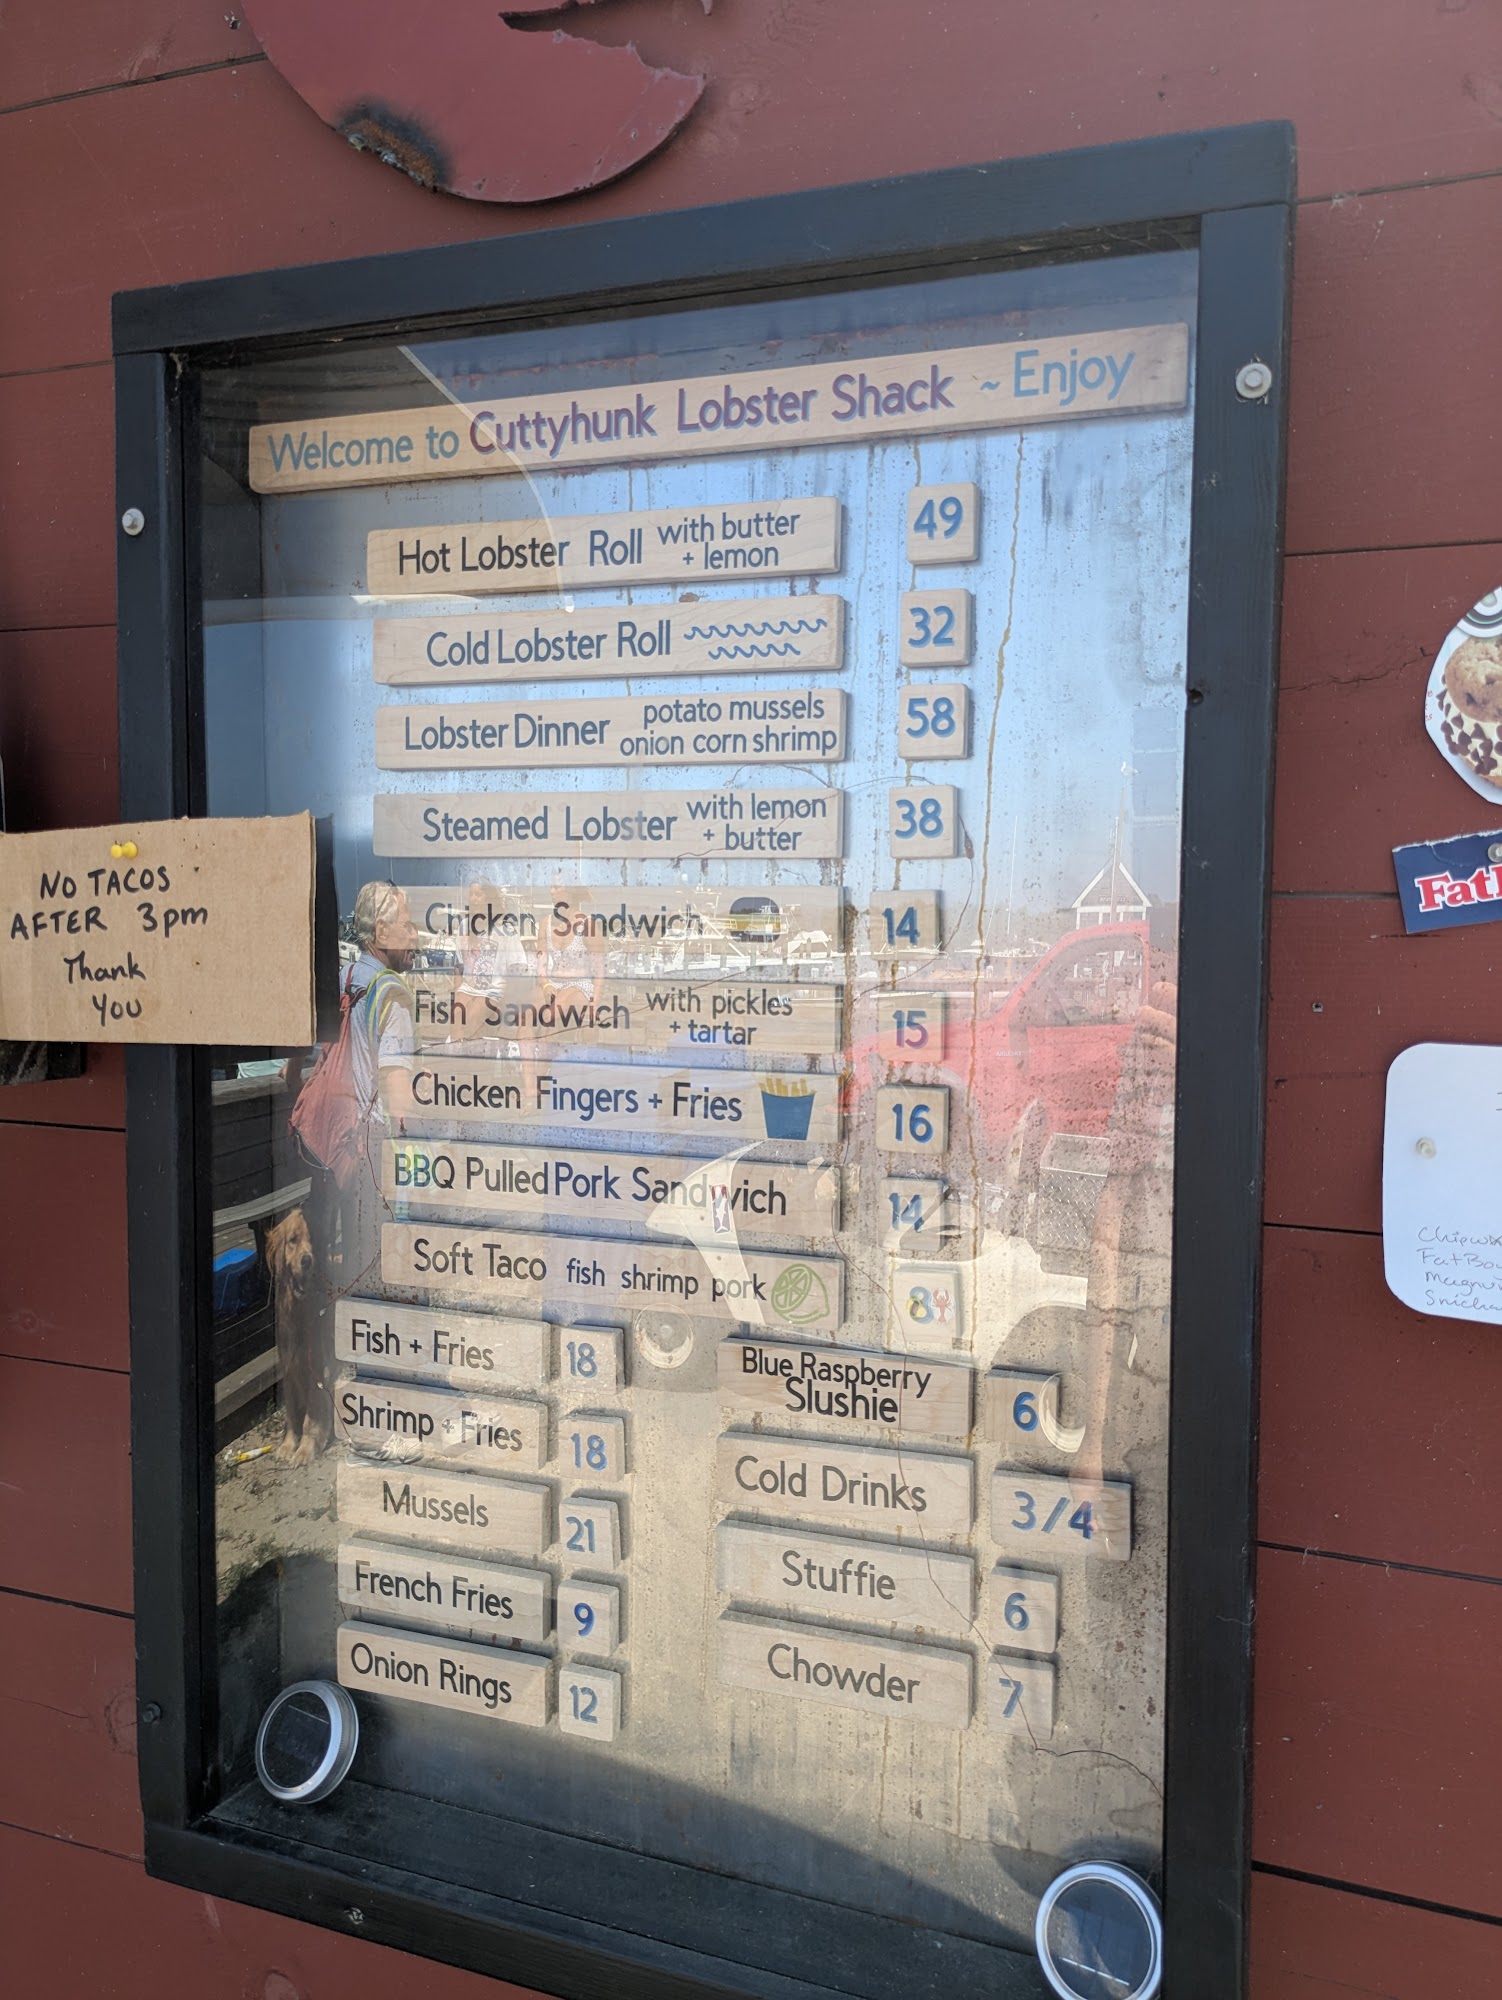 Welcome to Cuttyhunk Lobster Shack ~ Enjoy
Hot Lobster Roll with butter + lemon 49
Cold Lobster Roll 32
Lobster Dinner potato mussels onion corn shrimp 58
Steamed Lobster with lemon + butter 38
Chicken Sandwich 14
Fish Sandwich with pickles + tartar 15
Chicken Fingers + Fries 16
BBQ Pulled Pork Sandwich 14
Soft Taco fish shrimp pork 8
Fish + Fries 18
Shrimp + Fries 18
Mussels 21
French Fries 9
Onion Rings 12
Blue Raspberry Slushie 6
Cold Drinks 3/4
Stuffie 6
Chowder 7
NO TACOS
AFTER 3pm
Thank
You